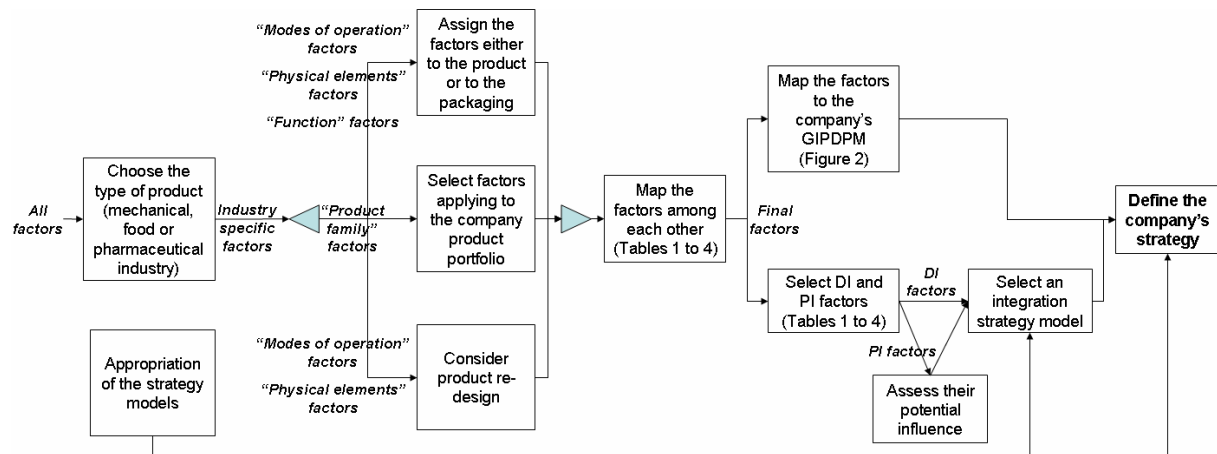 All
factors
Choose the
type of product
(mechanical,
food or
pharmaceutical
industry)
Industry
specific
factors
Appropriation
of the strategy
models
“Modes of operation”
factors
“Physical elements”
factors
“Function” factors
“Product
family”
factors
“Modes of operation”
factors
“Physical elements”
factors
Assign the
factors either
to the product
or to the
packaging
Select factors
applying to
the company
product
portfolio
Consider
product re-
design
Map the
factors among
each other
(Tables 1 to 4)
Final
factors
Map the factors
to the
company’s
GIPDPM
(Figure 2)
Select DI and
PI factors
(Tables 1 to 4)
DI
factors
PI factors
Assess their
potential
influence
Select an
integration
strategy model
Define the
company’s
strategy